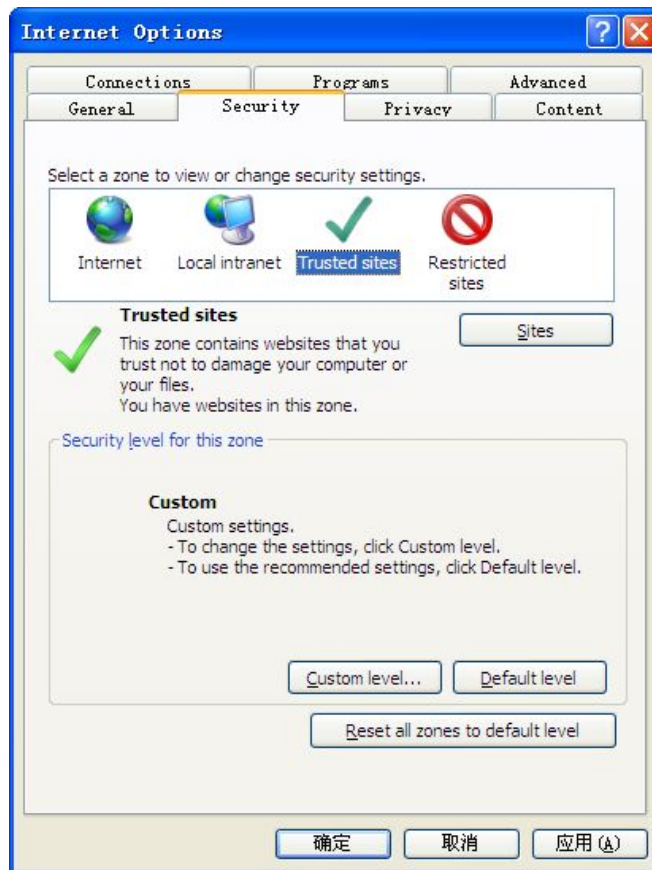 Internet Options
Connections Programs Advanced
General Security Privacy Content
Select a zone to view or change security settings.
Internet Local intranet Trusted sites Restricted sites
Trusted sites
Sites
This zone contains websites that you
trust not to damage your computer or
your files.
You have websites in this zone.
Security level for this zone
Custom
Custom settings.
- To change the settings, click Custom level.
- To use the recommended settings, click Default level.
Custom level... Default level
Reset all zones to default level
确定 取消 应用(A)